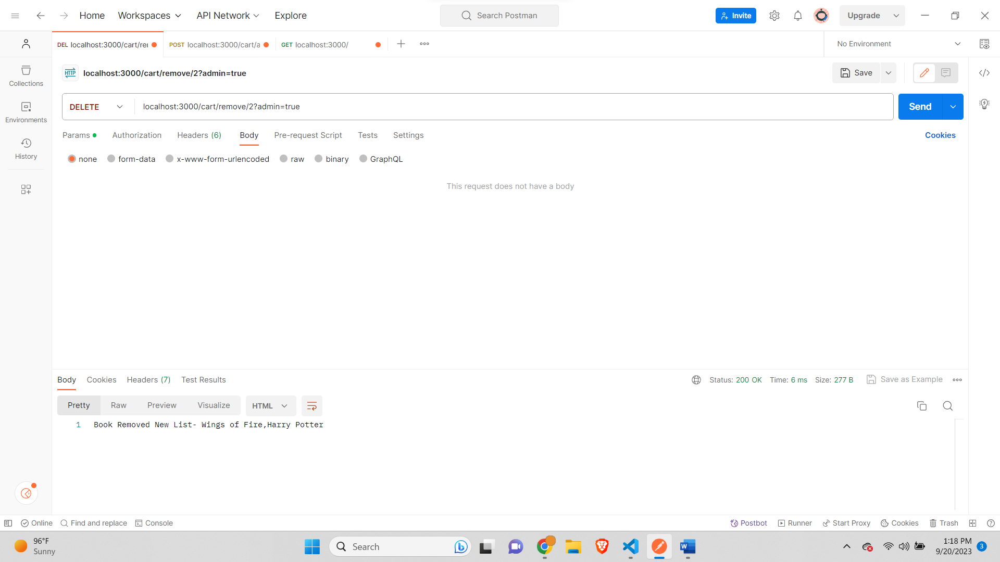 Home Workspaces API Network Explore
Search Postman
Invite
Upgrade
DEL localhost:3000/cart/re
POST localhost:3000/cart/a
GET localhost:3000/
No Environment
Collections
Environments
History
HTTP localhost:3000/cart/remove/2?admin=true
Save
DELETE localhost:3000/cart/remove/2?admin=true
Send
Params Authorization Headers (6) Body Pre-request Script Tests Settings
Cookies
none form-data x-www-form-urlencoded raw binary GraphQL
This request does not have a body
Body Cookies Headers (7) Test Results
Status: 200 OK Time: 6 ms Size: 277 B Save as Example
Pretty Raw Preview Visualize HTML
1 Book Removed New List- Wings of Fire,Harry Potter
Online Find and replace Console
Postbot Runner Start Proxy Cookies Trash
96°F
Sunny
Search
1:18 PM
9/20/2023
3